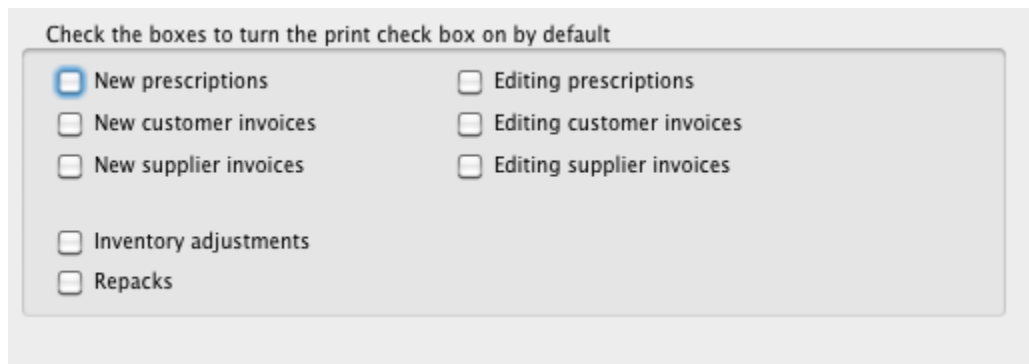 Check the boxes to turn the print check box on by default
New prescriptions
Editing prescriptions
New customer invoices
Editing customer invoices
New supplier invoices
Editing supplier invoices
Inventory adjustments
Repacks